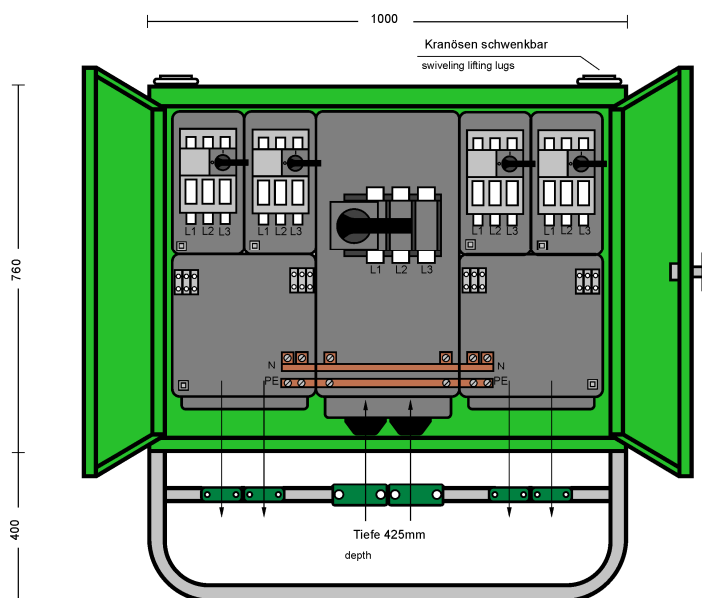 1000
Kranösen schwenkbar
swiveling lifting lugs
L1 L2 L3
L1 L2 L3
L1 L2 L3
L1 L2 L3
L1 L2 L3
760
N
N
PE
PE
400
Tiefe 425mm
depth